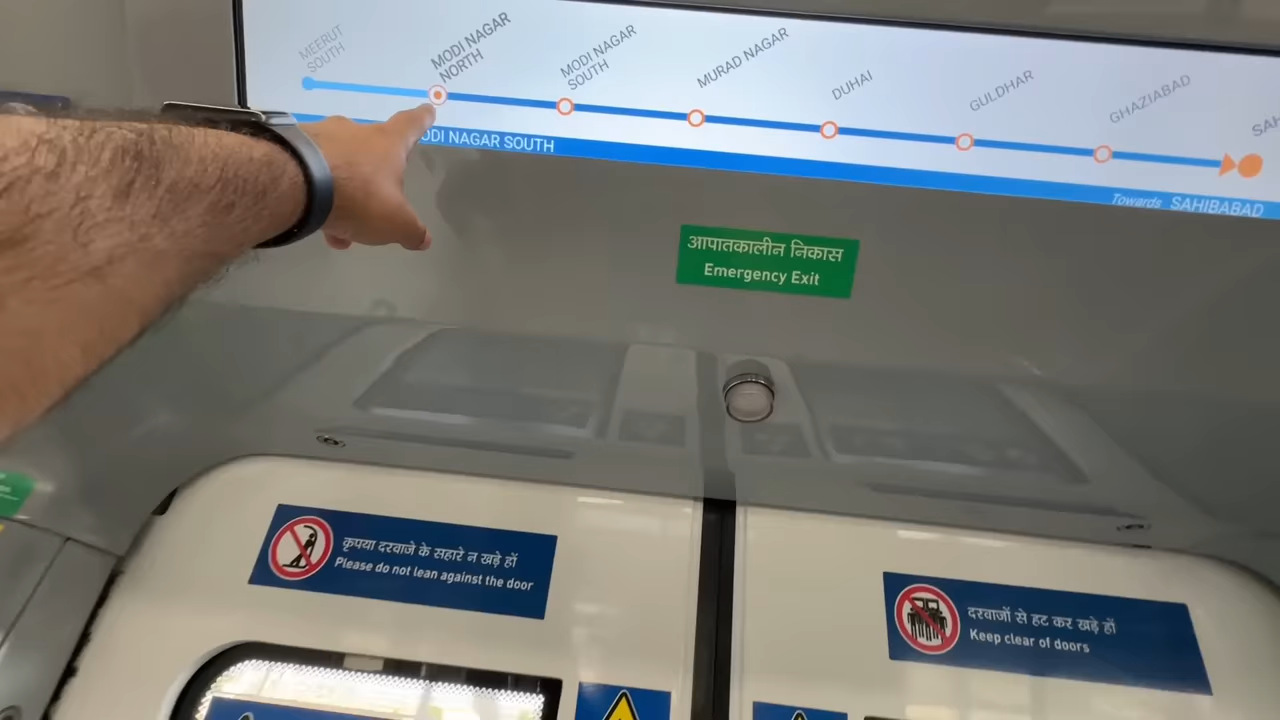 MEERUT
SOUTH
MODI NAGAR
NORTH
MODI NAGAR
SOUTH
MURAD NAGAR
DUHAI
GULDHAR
GHAZIABAD
SAH
ODI NAGAR SOUTH
Towards SAHIBABAD
आपातकालीन निकास
Emergency Exit
कृपया दरवाजे के सहारे न खड़े हों
Please do not lean against the door
दरवाजों से हट कर खड़े हों
Keep clear of doors